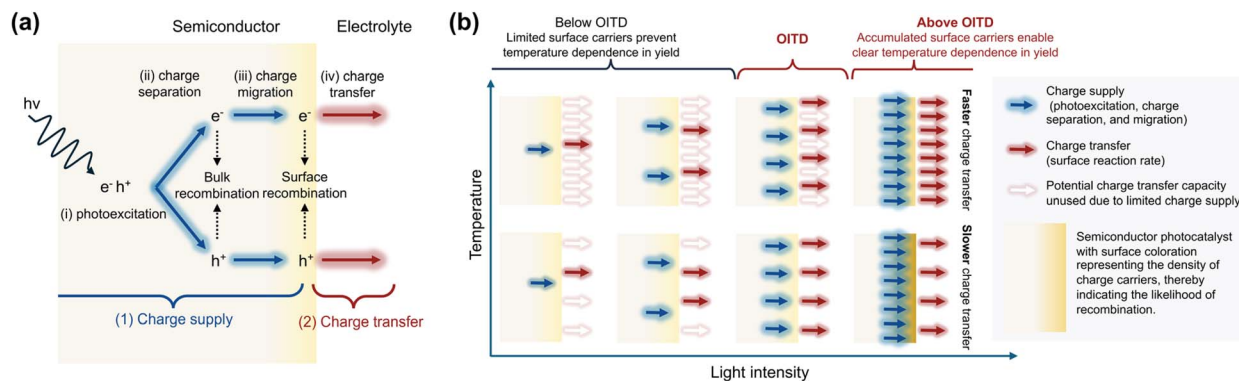 (a)
Semiconductor
Electrolyte
(ii) charge
separation
(iii) charge
migration
(iv) charge
transfer
hν
e⁻
e⁻
e⁻ h⁺
Bulk
recombination
Surface
recombination
(i) photoexcitation
h⁺
h⁺
(1) Charge supply
(2) Charge transfer
(b)
Below OITD
Limited surface carriers prevent
temperature dependence in yield
OITD
Above OITD
Accumulated surface carriers enable
clear temperature dependence in yield
Temperature
Faster charge transfer
Slower charge transfer
Light intensity
Charge supply
(photoexcitation, charge
separation, and migration)
Charge transfer
(surface reaction rate)
Potential charge transfer capacity
unused due to limited charge supply
Semiconductor photocatalyst
with surface coloration
representing the density of
charge carriers, thereby
indicating the likelihood of
recombination.